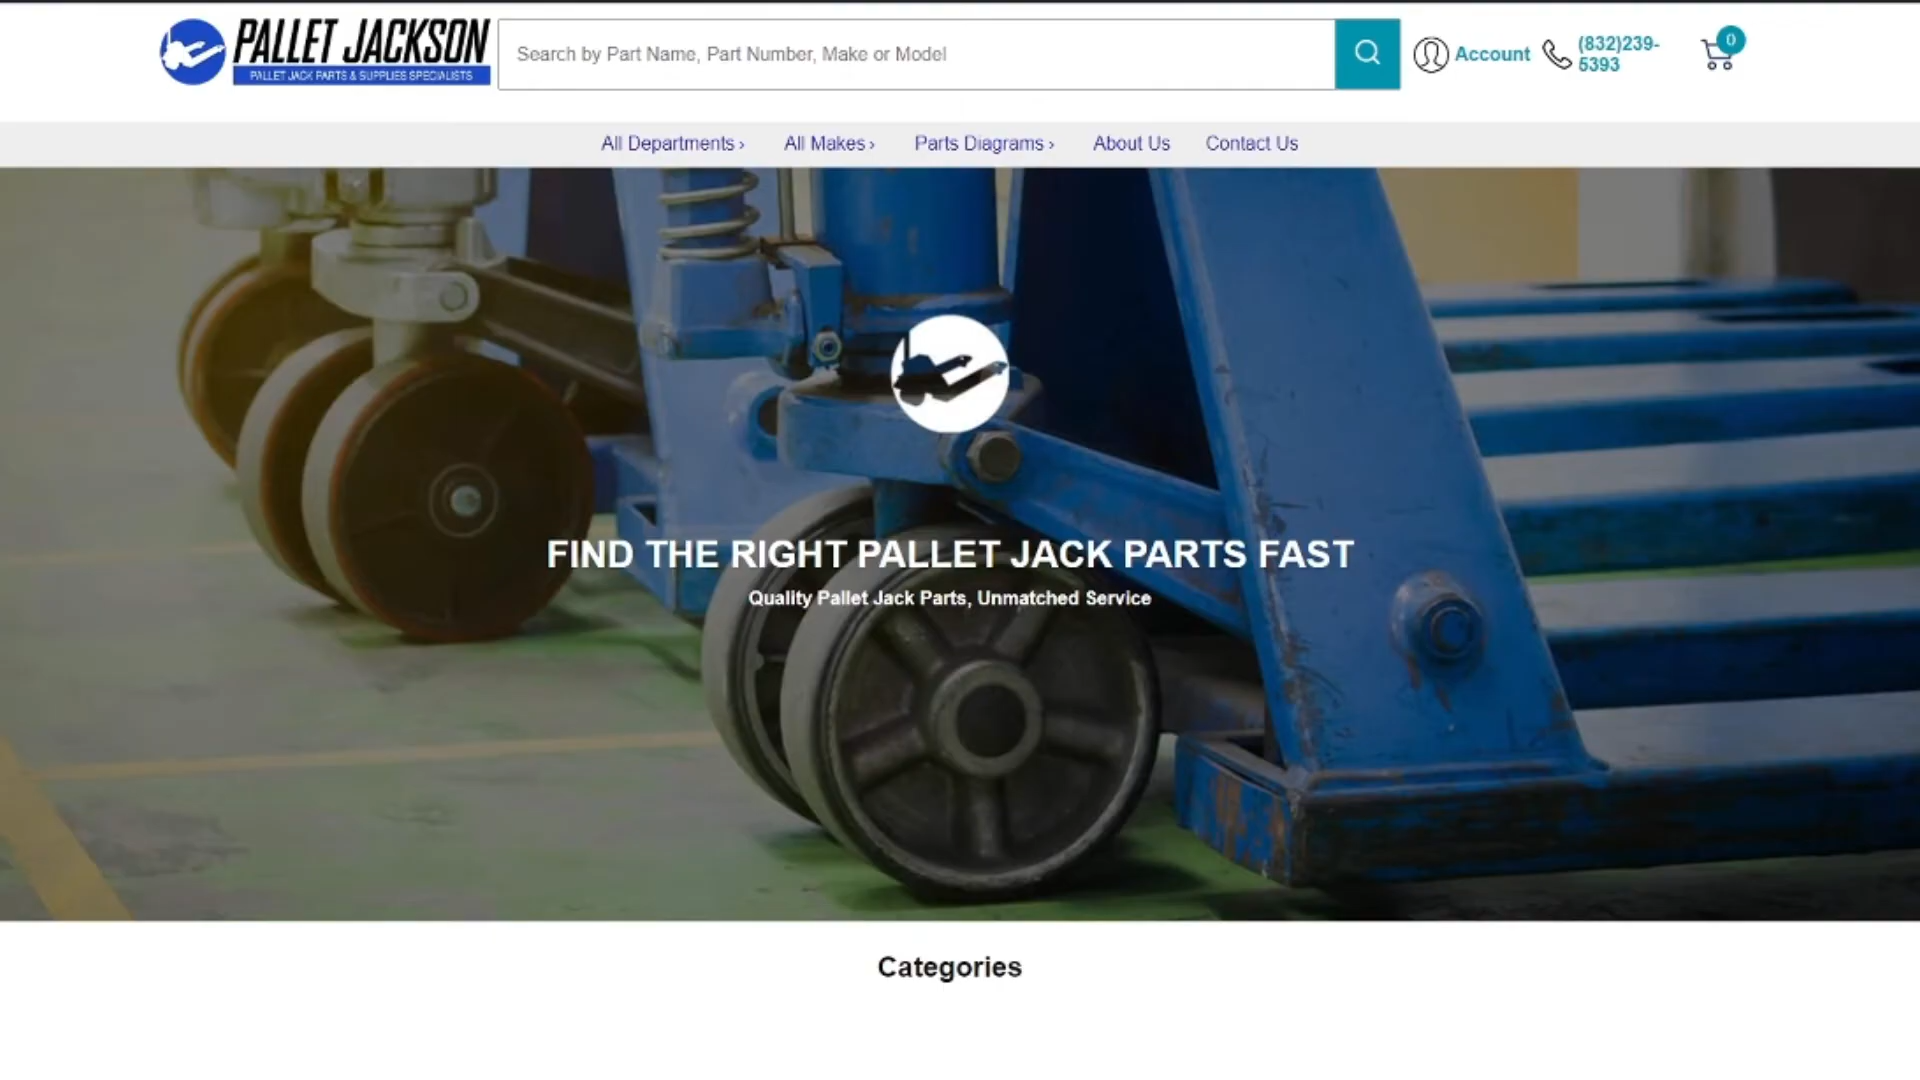 PALLET JACKSON
PALLET JACK PARTS & SUPPLIES SPECIALISTS
Search by Part Name, Part Number, Make or Model
Account
(832)239-
5393
0
All Departments ›
All Makes ›
Parts Diagrams ›
About Us
Contact Us
FIND THE RIGHT PALLET JACK PARTS FAST
Quality Pallet Jack Parts, Unmatched Service
Categories